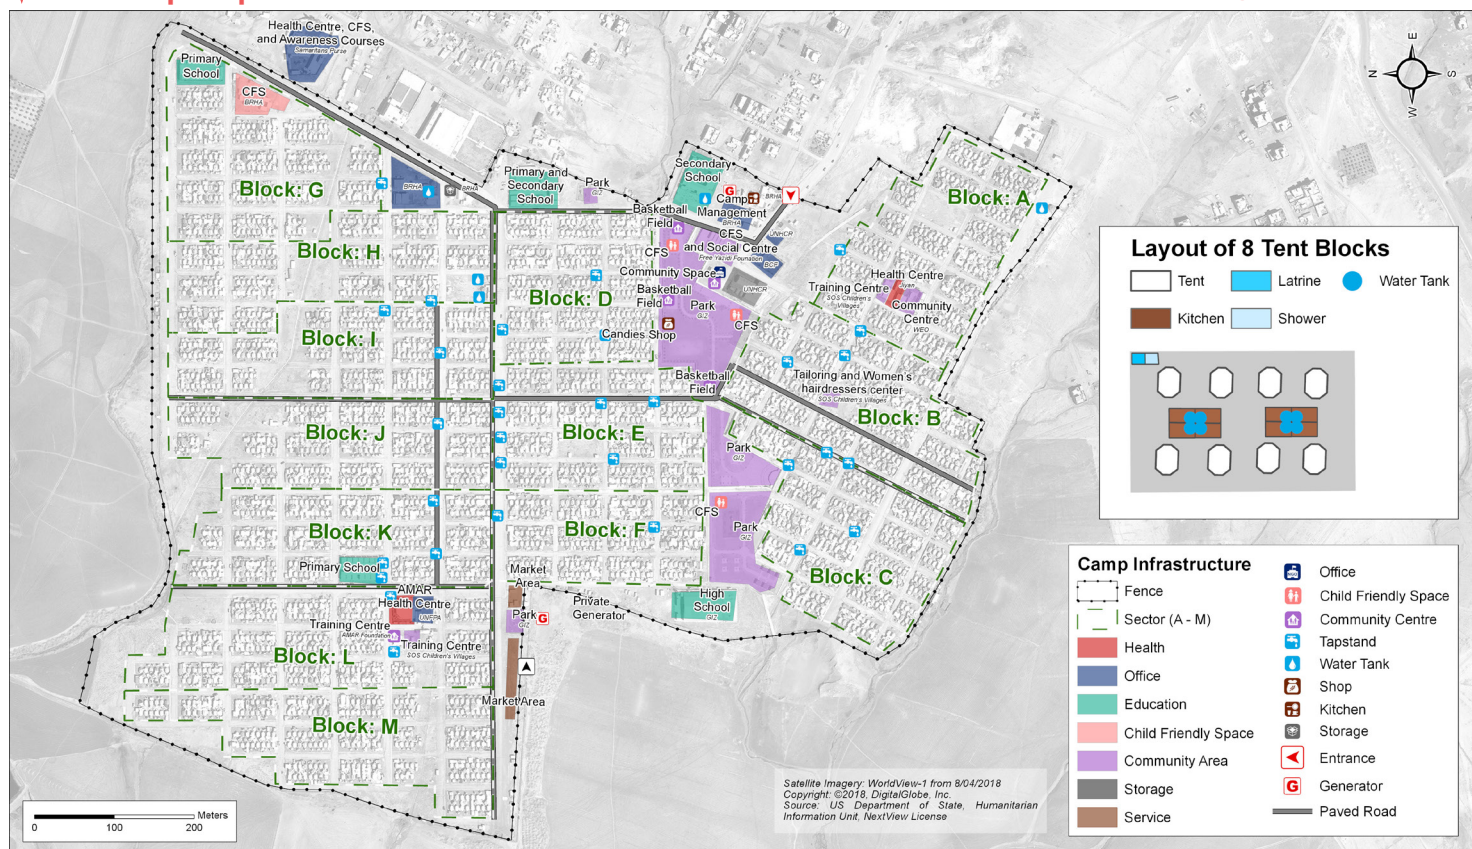 Health Centre, CFS,
and Awareness Courses
Samaritans Purse
Primary
School
CFS
BRHA
E
N
S
W
Block: G
BRHA
BRHA
Primary and
Secondary
School
Park
GIZ
Secondary
School
G
BRHA
Camp
Management
BRHA
Basketball
Field
UNHCR
CFS
and Social Centre
Free Yazidi Founation
BCF
CFS
Community Space
UNHCR
Basketball
Field
Park
GIZ
CFS
Candies Shop
Basketball
Field
Block: A
Block: H
Block: D
Block: I
Health Centre
Training Centre
SOS Children's
Villages
Community
Centre
WEO
Tailoring and Women's
hairdressers center
SOS Children's Villages
Block: B
Block: J
Block: E
Park
GIZ
Block: K
Block: F
CFS
Park
GIZ
Block: C
Primary School
AMAR
Health Centre
UNFPA
Training Centre
AMAR Foundation
Training Centre
SOS Children's Villages
Market
Area
Park
GIZ
G
Private
Generator
High
School
GIZ
Block: L
Market Area
Block: M
Layout of 8 Tent Blocks
Tent
Latrine
Water Tank
Kitchen
Shower
Camp Infrastructure
Fence
Sector (A - M)
Health
Office
Education
Child Friendly Space
Community Area
Storage
Service
Office
Child Friendly Space
Community Centre
Tapstand
Water Tank
Shop
Kitchen
Storage
Entrance
G
Generator
Paved Road
Satellite Imagery: WorldView-1 from 8/04/2018
Copyright: ©2018, DigitalGlobe, Inc.
Source: US Department of State, Humanitarian
Information Unit, NextView License
Meters
0 100 200